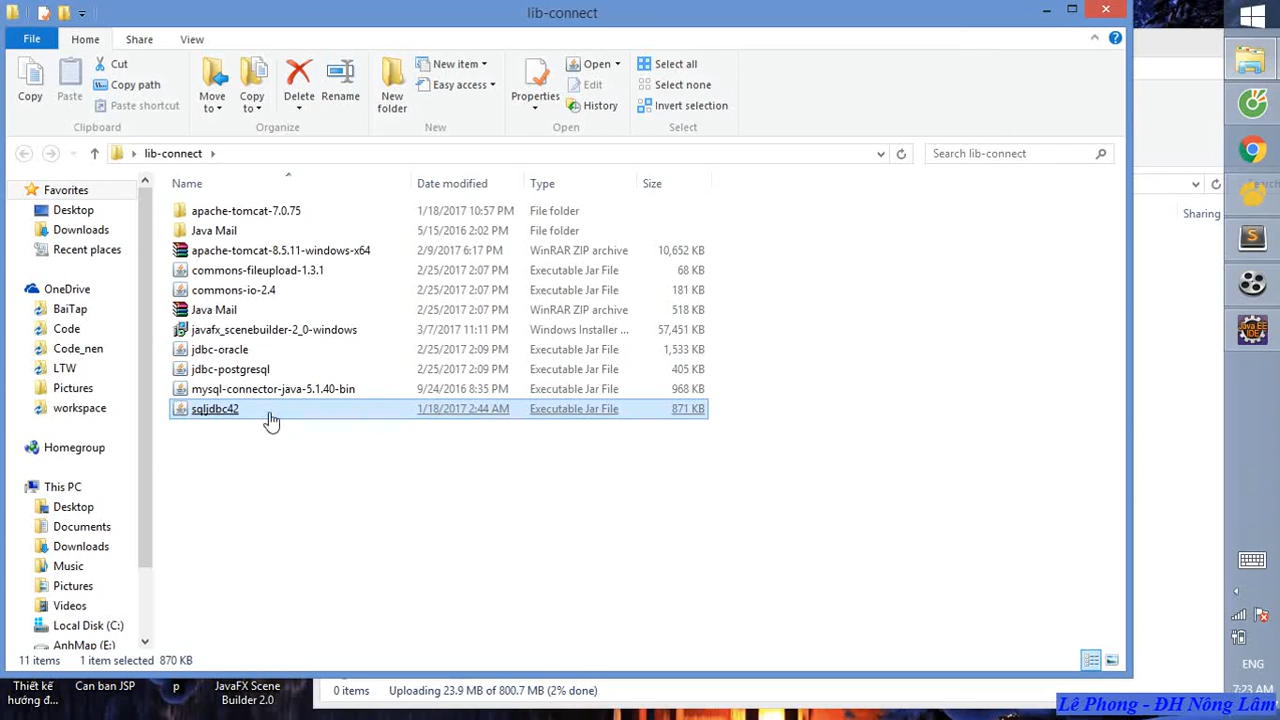 lib-connect
File Home Share View
Copy
Paste
Cut
Copy path
Paste shortcut
Clipboard
Move to
Copy to
Delete
Rename
Organize
New folder
New item
Easy access
New
Properties
Open
Edit
History
Open
Select all
Select none
Invert selection
Select
lib-connect
Search lib-connect
Name Date modified Type Size
apache-tomcat-7.0.75 1/18/2017 10:57 PM File folder
Java Mail 5/15/2016 2:02 PM File folder
apache-tomcat-8.5.11-windows-x64 2/9/2017 6:17 PM WinRAR ZIP archive 10,652 KB
commons-fileupload-1.3.1 2/25/2017 2:07 PM Executable Jar File 68 KB
commons-io-2.4 2/25/2017 2:07 PM Executable Jar File 181 KB
Java Mail 2/25/2017 2:07 PM WinRAR ZIP archive 518 KB
javafx_scenebuilder-2_0-windows 3/7/2017 11:11 PM Windows Installer ... 57,451 KB
jdbc-oracle 2/25/2017 2:09 PM Executable Jar File 1,533 KB
jdbc-postgresql 2/25/2017 2:09 PM Executable Jar File 405 KB
mysql-connector-java-5.1.40-bin 9/24/2016 8:35 PM Executable Jar File 968 KB
sqljdbc42 1/18/2017 2:44 AM Executable Jar File 871 KB
Favorites
Desktop
Downloads
Recent places
OneDrive
BaiTap
Code
Code_nen
LTW
Pictures
workspace
Homegroup
This PC
Desktop
Documents
Downloads
Music
Pictures
Videos
Local Disk (C:)
AnhMap (E:)
11 items 1 item selected 870 KB
Sharing
Java EE
IDE
ENG
7:23 AM
Thiết kế hướng đ...
Can ban JSP
p
JavaFX Scene Builder 2.0
0 items Uploading 23.9 MB of 800.7 MB (2% done)
Lê Phong - ĐH Nông Lâm